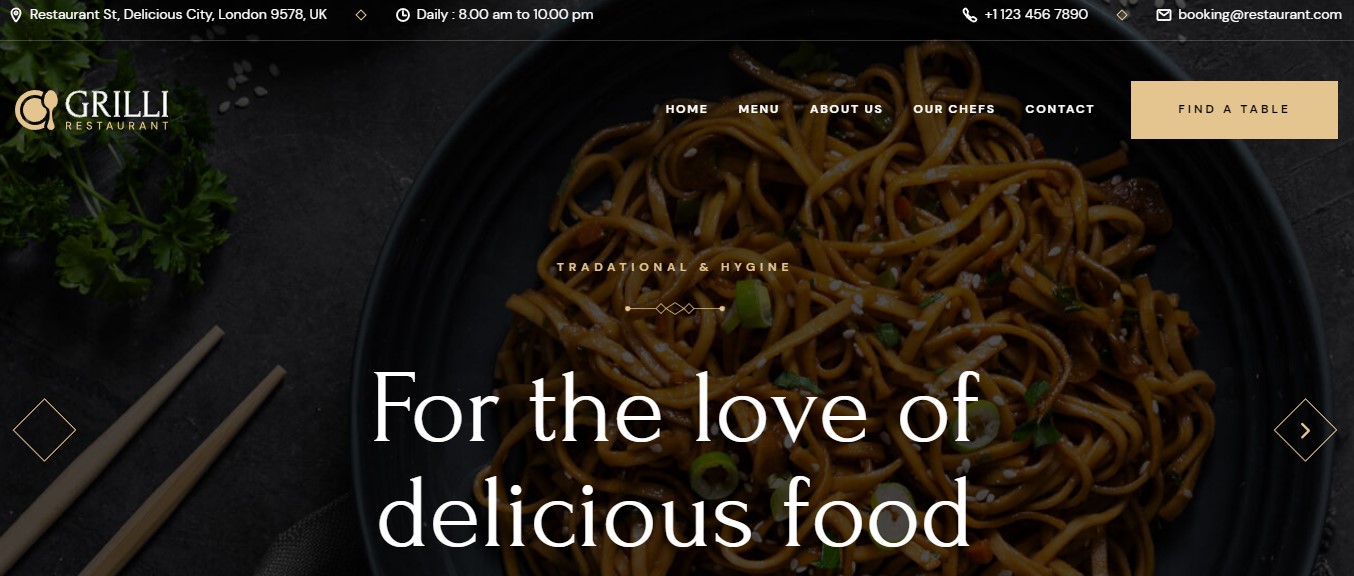 Restaurant St, Delicious City, London 9578, UK
Daily : 8.00 am to 10.00 pm
+1 123 456 7890
booking@restaurant.com
GRILLI
RESTAURANT
HOME
MENU
ABOUT US
OUR CHEFS
CONTACT
FIND A TABLE
TRADATIONAL & HYGINE
For the love of
delicious food